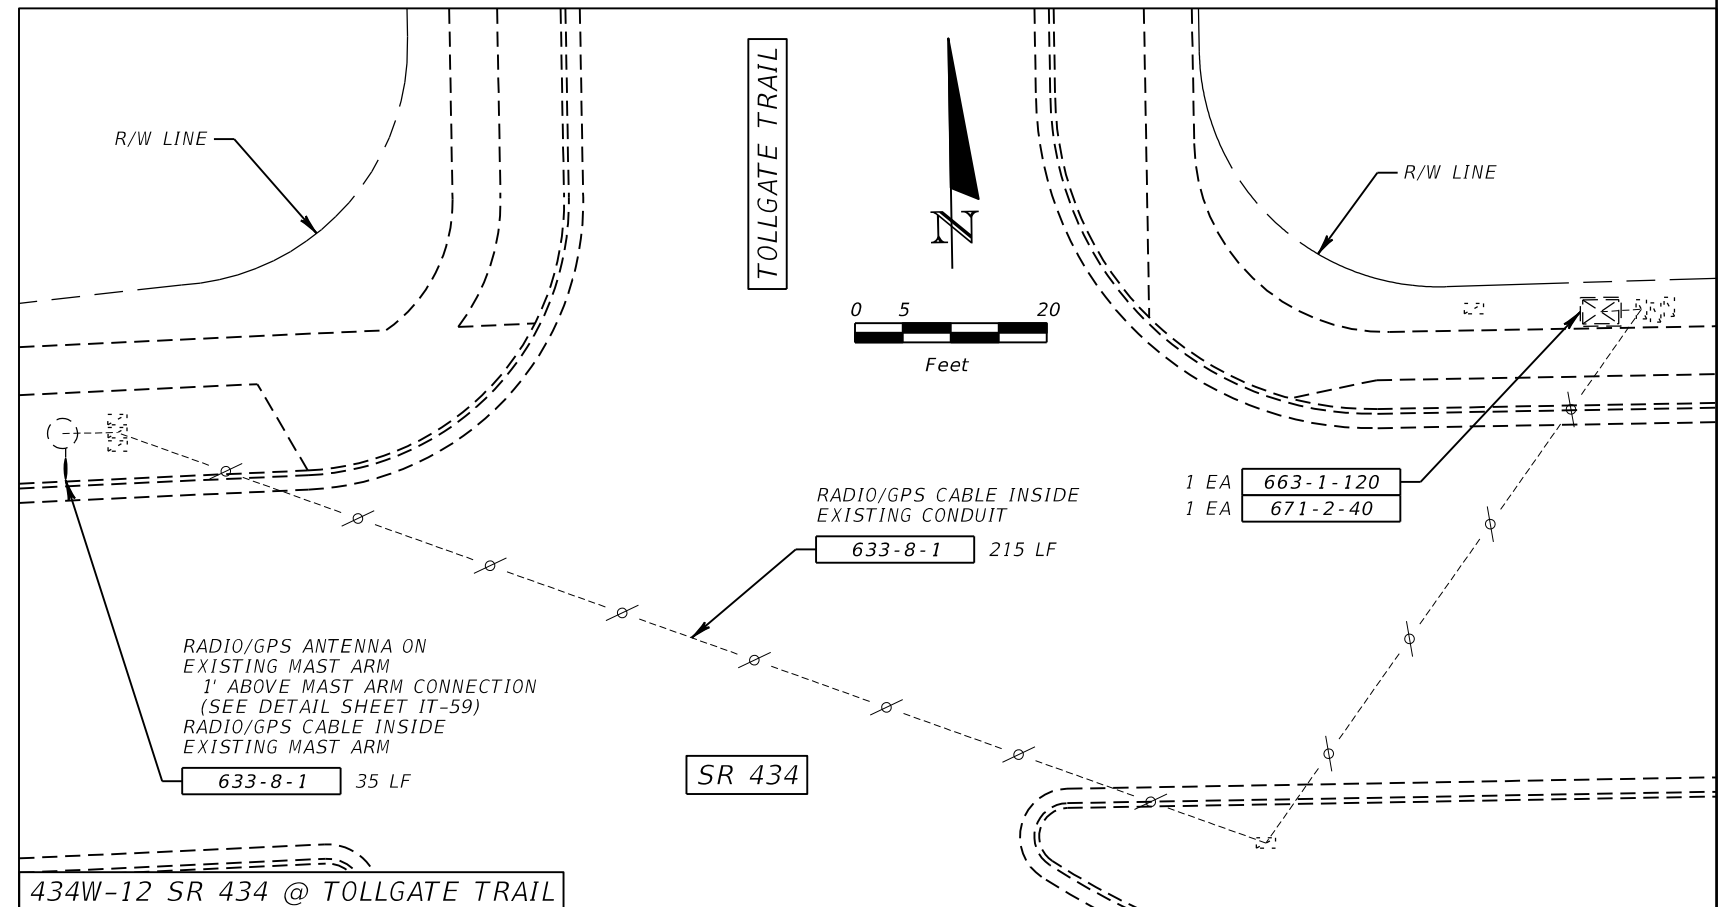 TOLLGATE TRAIL
R/W LINE
R/W LINE
N
0 5 20
Feet
1 EA 663-1-120
1 EA 671-2-40
RADIO/GPS CABLE INSIDE
EXISTING CONDUIT
633-8-1 215 LF
RADIO/GPS ANTENNA ON
EXISTING MAST ARM
1' ABOVE MAST ARM CONNECTION
(SEE DETAIL SHEET IT-59)
RADIO/GPS CABLE INSIDE
EXISTING MAST ARM
633-8-1 35 LF
SR 434
434W-12 SR 434 @ TOLLGATE TRAIL